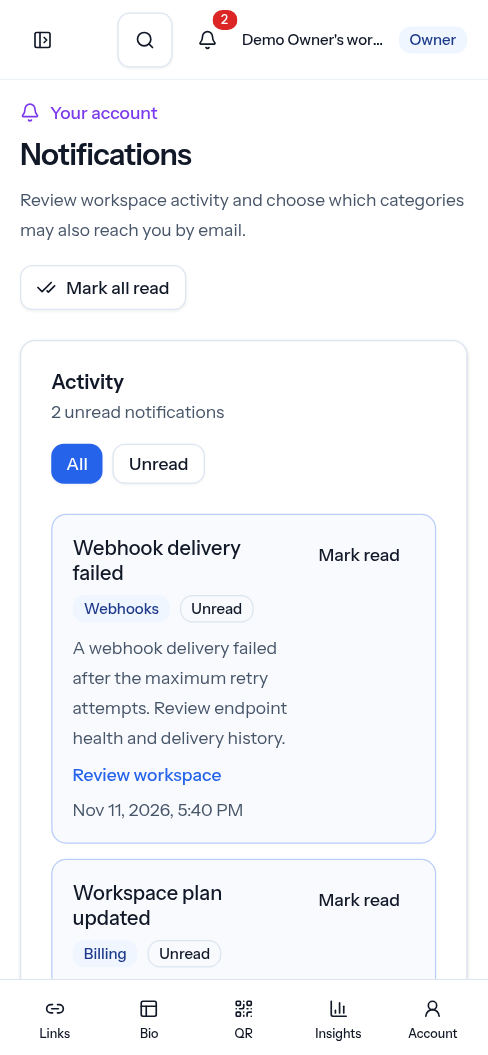 2
Demo Owner's wor...
Owner
Your account
Notifications
Review workspace activity and choose which categories
may also reach you by email.
Mark all read
Activity
2 unread notifications
All
Unread
Webhook delivery
failed
Mark read
Webhooks
Unread
A webhook delivery failed
after the maximum retry
attempts. Review endpoint
health and delivery history.
Review workspace
Nov 11, 2026, 5:40 PM
Workspace plan
updated
Mark read
Billing
Unread
Links
Bio
QR
Insights
Account